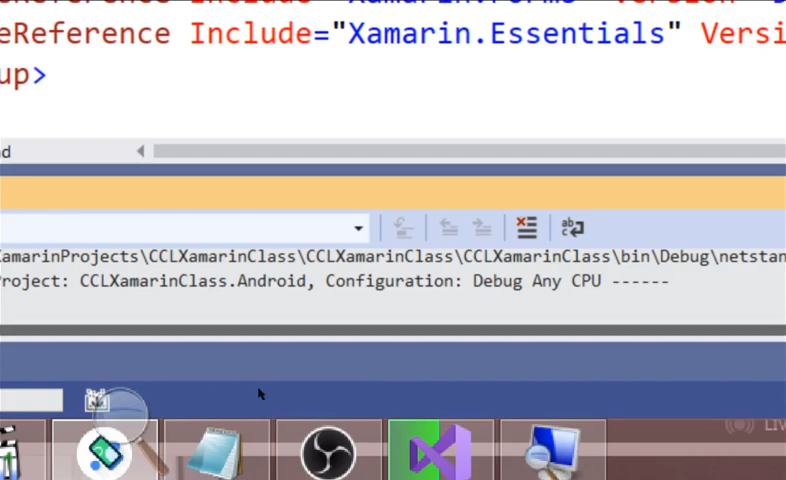 eReference Include="Xamarin.Essentials" Versi
up>
XamarinProjects\CCLXamarinClass\CCLXamarinClass\CCLXamarinClass\bin\Debug\netstan
Project: CCLXamarinClass.Android, Configuration: Debug Any CPU ------
LIV